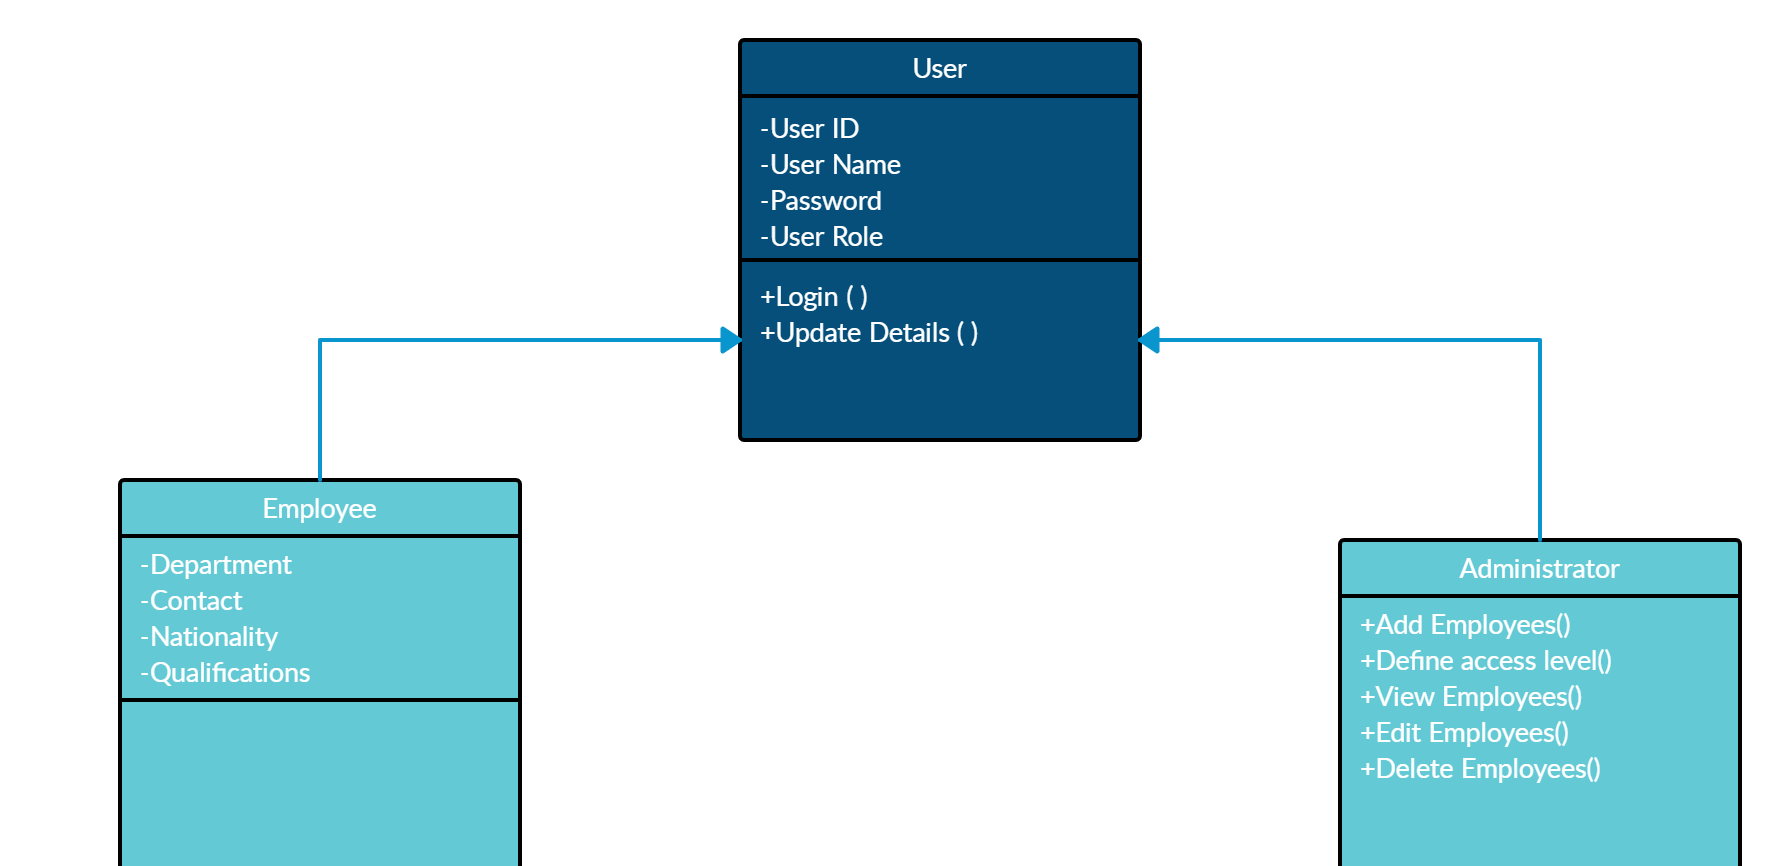 User
-User ID
-User Name
-Password
-User Role
+Login ( )
+Update Details ( )
Employee
-Department
-Contact
-Nationality
-Qualifications
Administrator
+Add Employees()
+Define access level()
+View Employees()
+Edit Employees()
+Delete Employees()